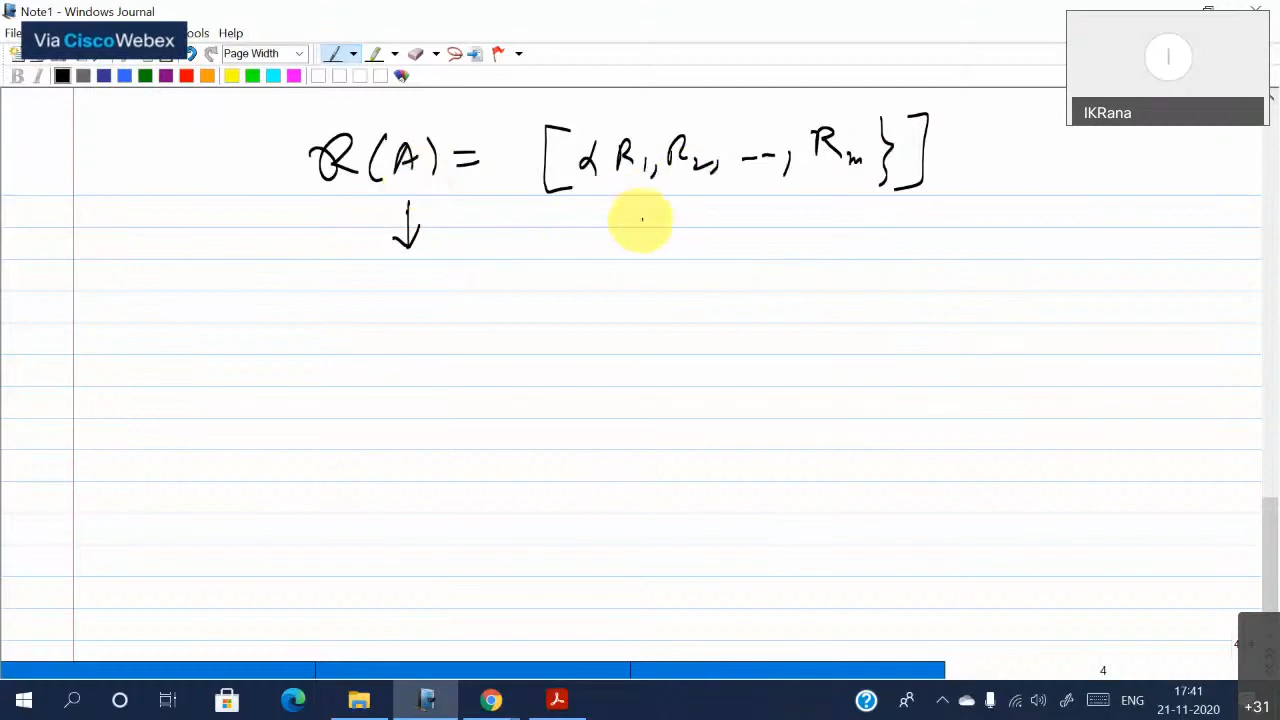 Note1 - Windows Journal
Via CiscoWebex
ools Help
Page Width
B I
I
IKRana
R(A) = [{R₁, R₂, --, Rₘ}]
↓
4
ENG
17:41
21-11-2020
+31